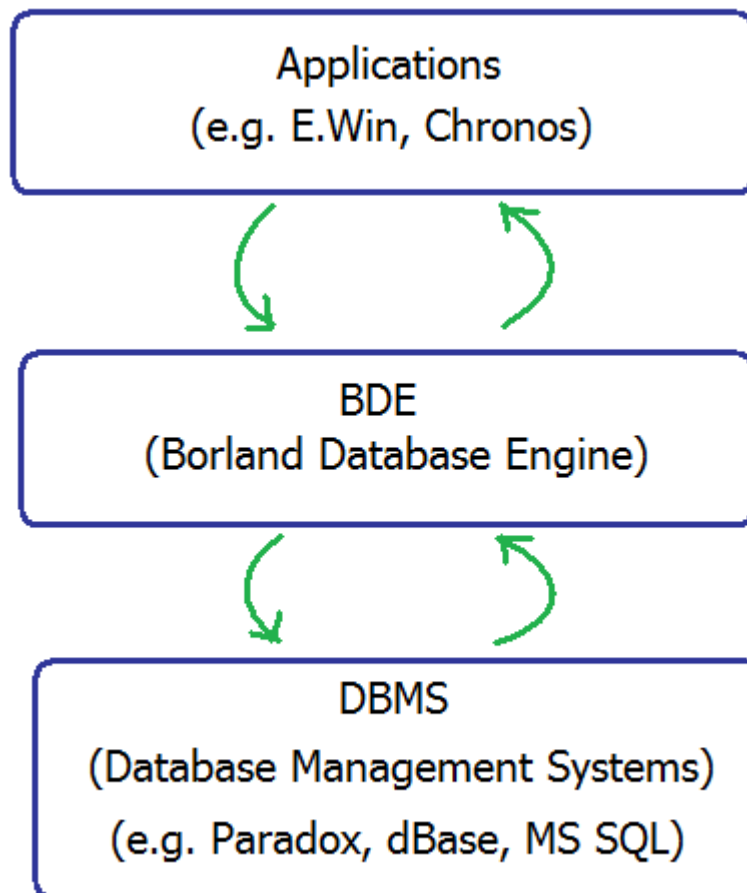 Applications
(e.g. E.Win, Chronos)
BDE
(Borland Database Engine)
DBMS
(Database Management Systems)
(e.g. Paradox, dBase, MS SQL)